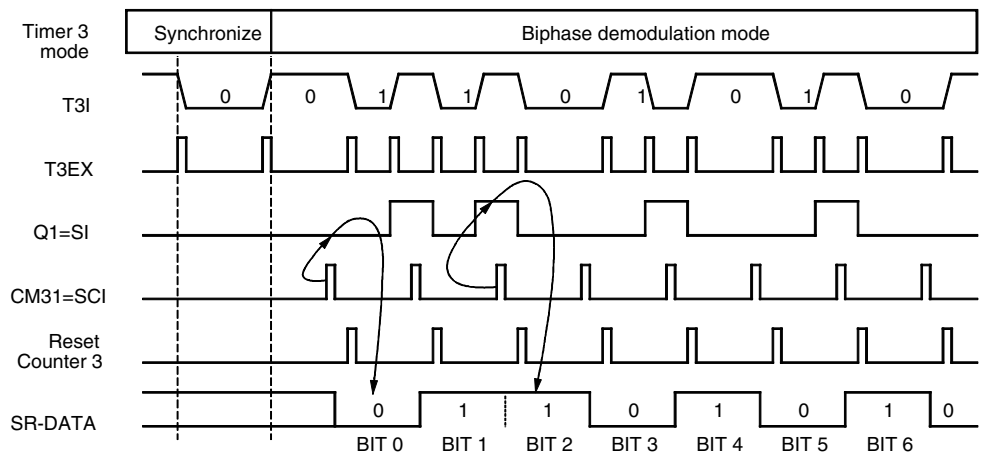 Timer 3
mode
Synchronize
Biphase demodulation mode
T3I
0 0 1 1 0 1 0 1 0
T3EX
Q1=SI
CM31=SCI
Reset
Counter 3
SR-DATA
0 1 1 0 1 0 1 0
BIT 0 BIT 1 BIT 2 BIT 3 BIT 4 BIT 5 BIT 6